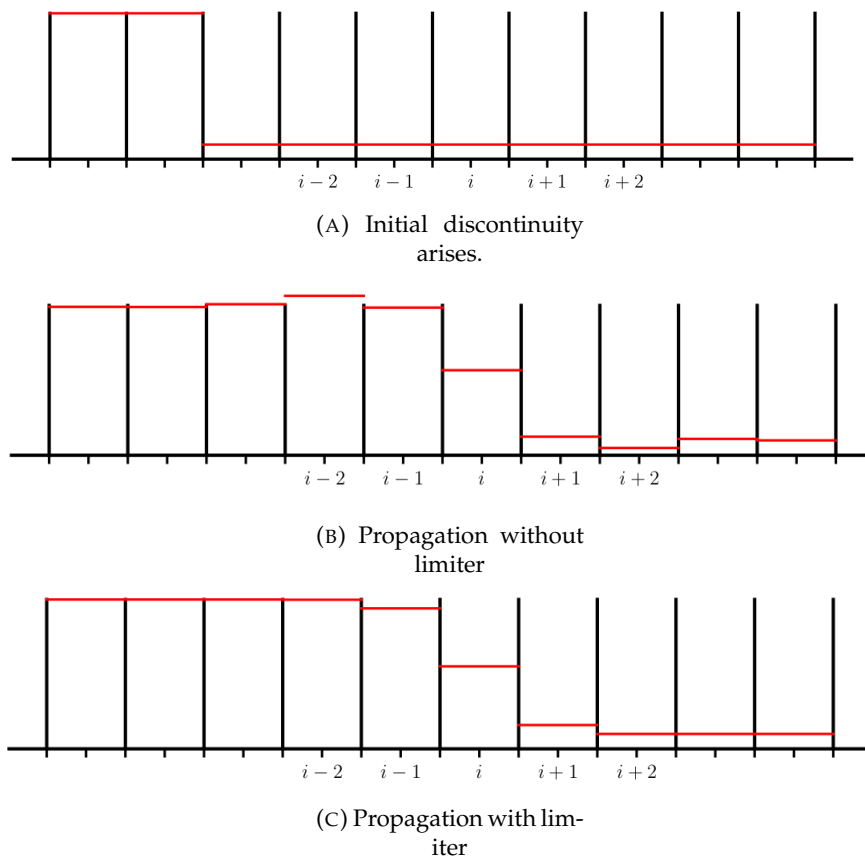 i − 2 i − 1 i i + 1 i + 2
(A) Initial discontinuity
arises.
i − 2 i − 1 i i + 1 i + 2
(B) Propagation without
limiter
i − 2 i − 1 i i + 1 i + 2
(C) Propagation with lim-
iter